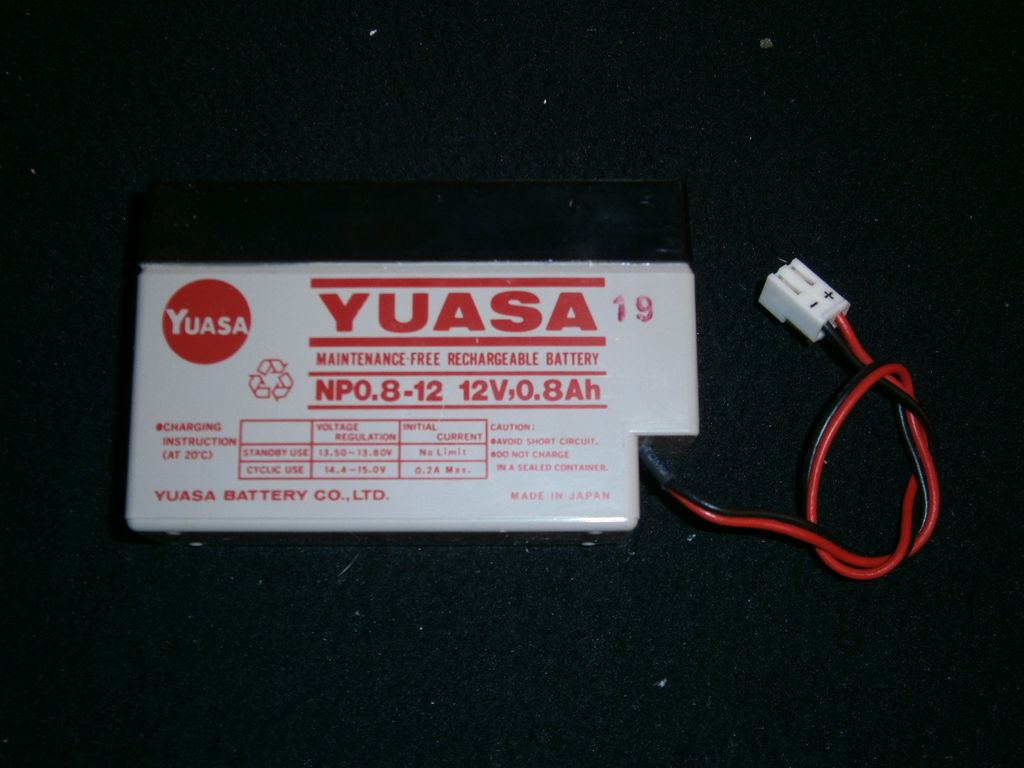 YUASA
YUASA 19
MAINTENANCE-FREE RECHARGEABLE BATTERY
NP0.8-12 12V,0.8Ah
●CHARGING INSTRUCTION (AT 20°C)
VOLTAGE REGULATION INITIAL CURRENT
STANDBY USE 13.50~13.80V No Limit
CYCLIC USE 14.4~15.0V 0.2A Max.
CAUTION:
●AVOID SHORT CIRCUIT.
●DO NOT CHARGE
IN A SEALED CONTAINER.
YUASA BATTERY CO.,LTD. MADE IN JAPAN
+
-